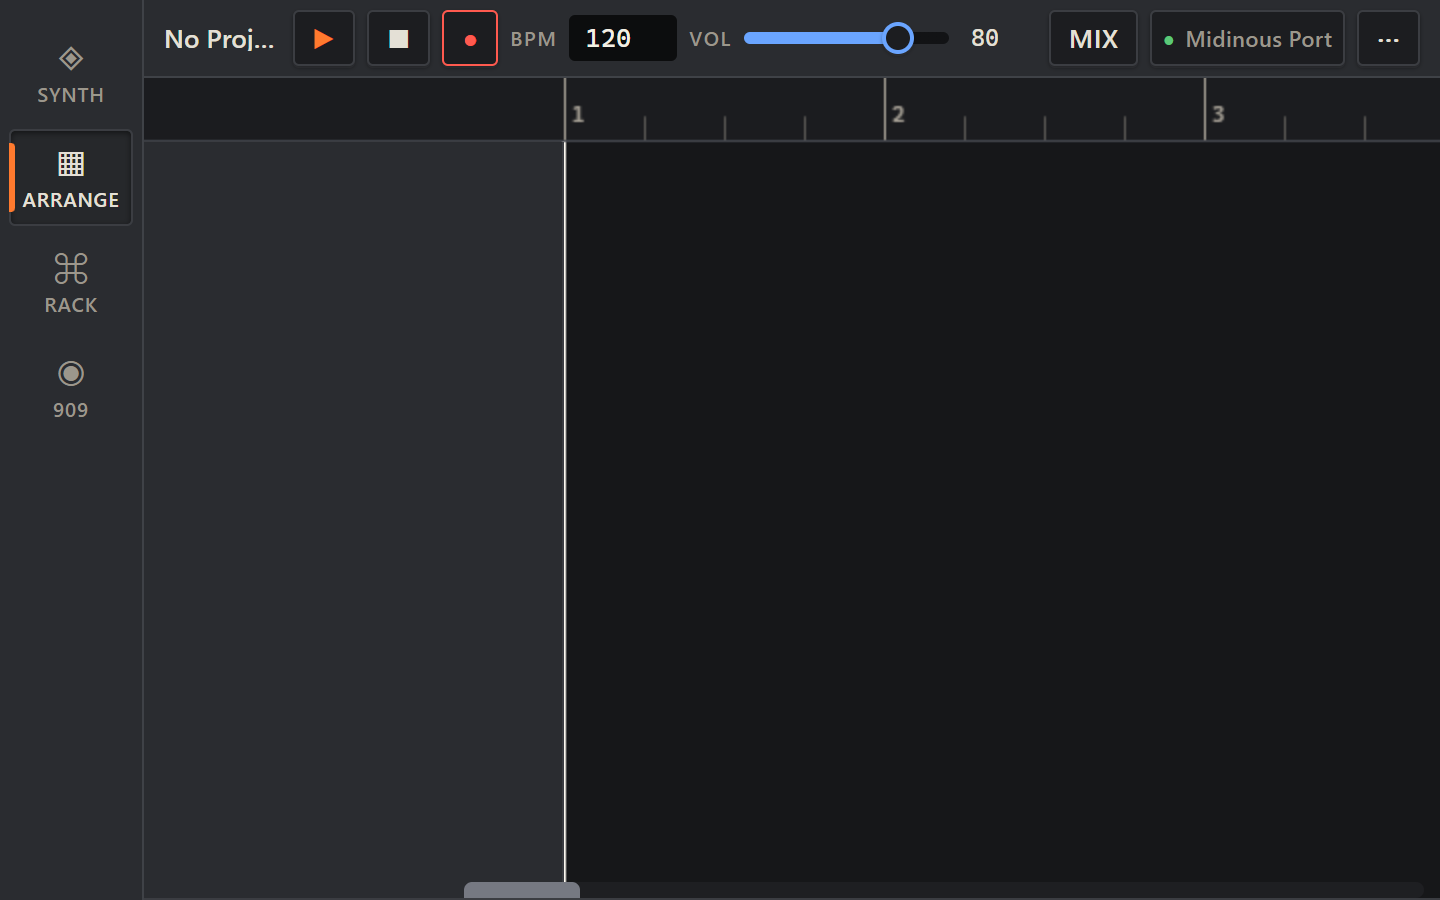 SYNTH
ARRANGE
RACK
909
No Proj...
BPM 120 VOL 80 MIX Midinous Port ...
1 2 3